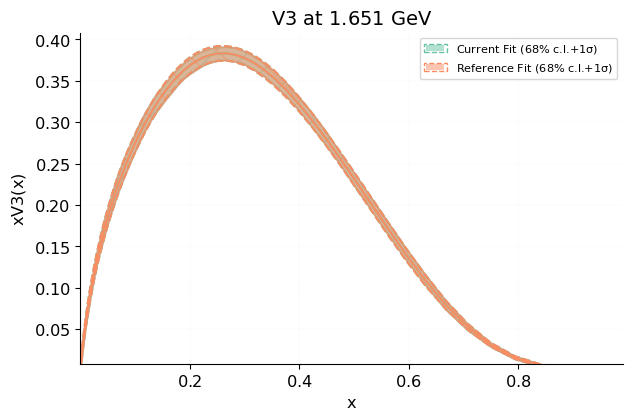 V3 at 1.651 GeV
Current Fit (68% c.l.+1σ)
Reference Fit (68% c.l.+1σ)
xV3(x)
0.40
0.35
0.30
0.25
0.20
0.15
0.10
0.05
0.2 0.4 0.6 0.8
x